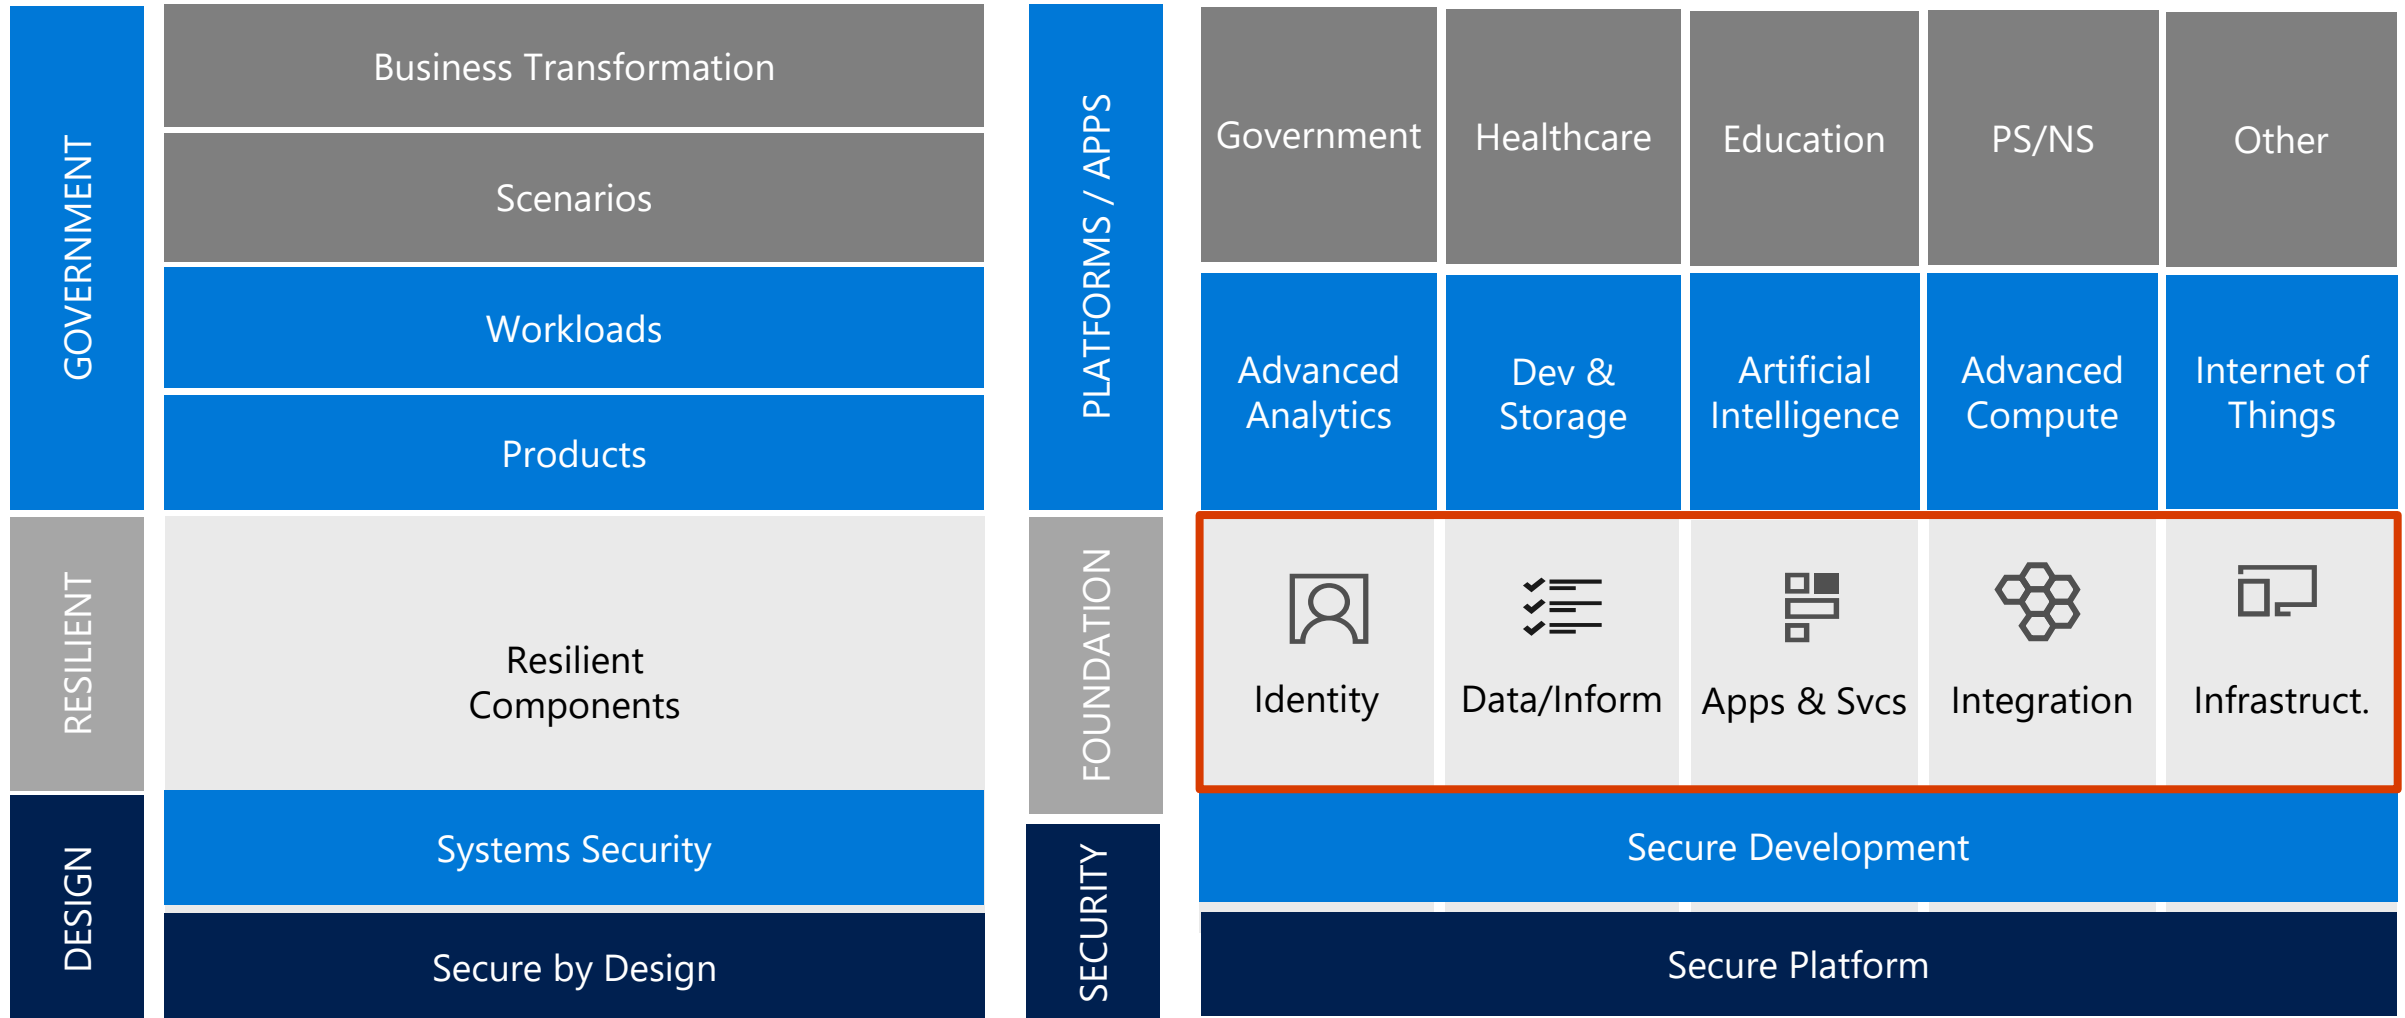 GOVERNMENT
Business Transformation
Scenarios
Workloads
Products
RESILIENT
Resilient
Components
DESIGN
Systems Security
Secure by Design
PLATFORMS / APPS
Government
Healthcare
Education
PS/NS
Other
Advanced
Analytics
Dev &
Storage
Artificial
Intelligence
Advanced
Compute
Internet of
Things
FOUNDATION
Identity
Data/Inform
Apps & Svcs
Integration
Infrastruct.
SECURITY
Secure Development
Secure Platform